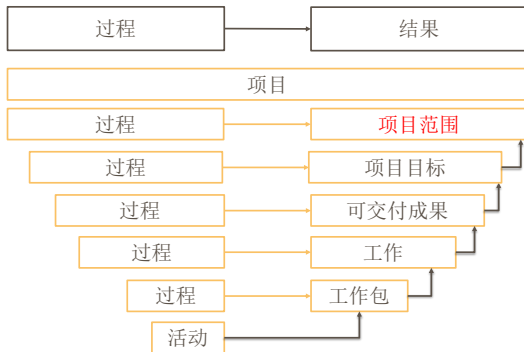 过程 结果
项目
过程 项目范围
过程 项目目标
过程 可交付成果
过程 工作
过程 工作包
活动